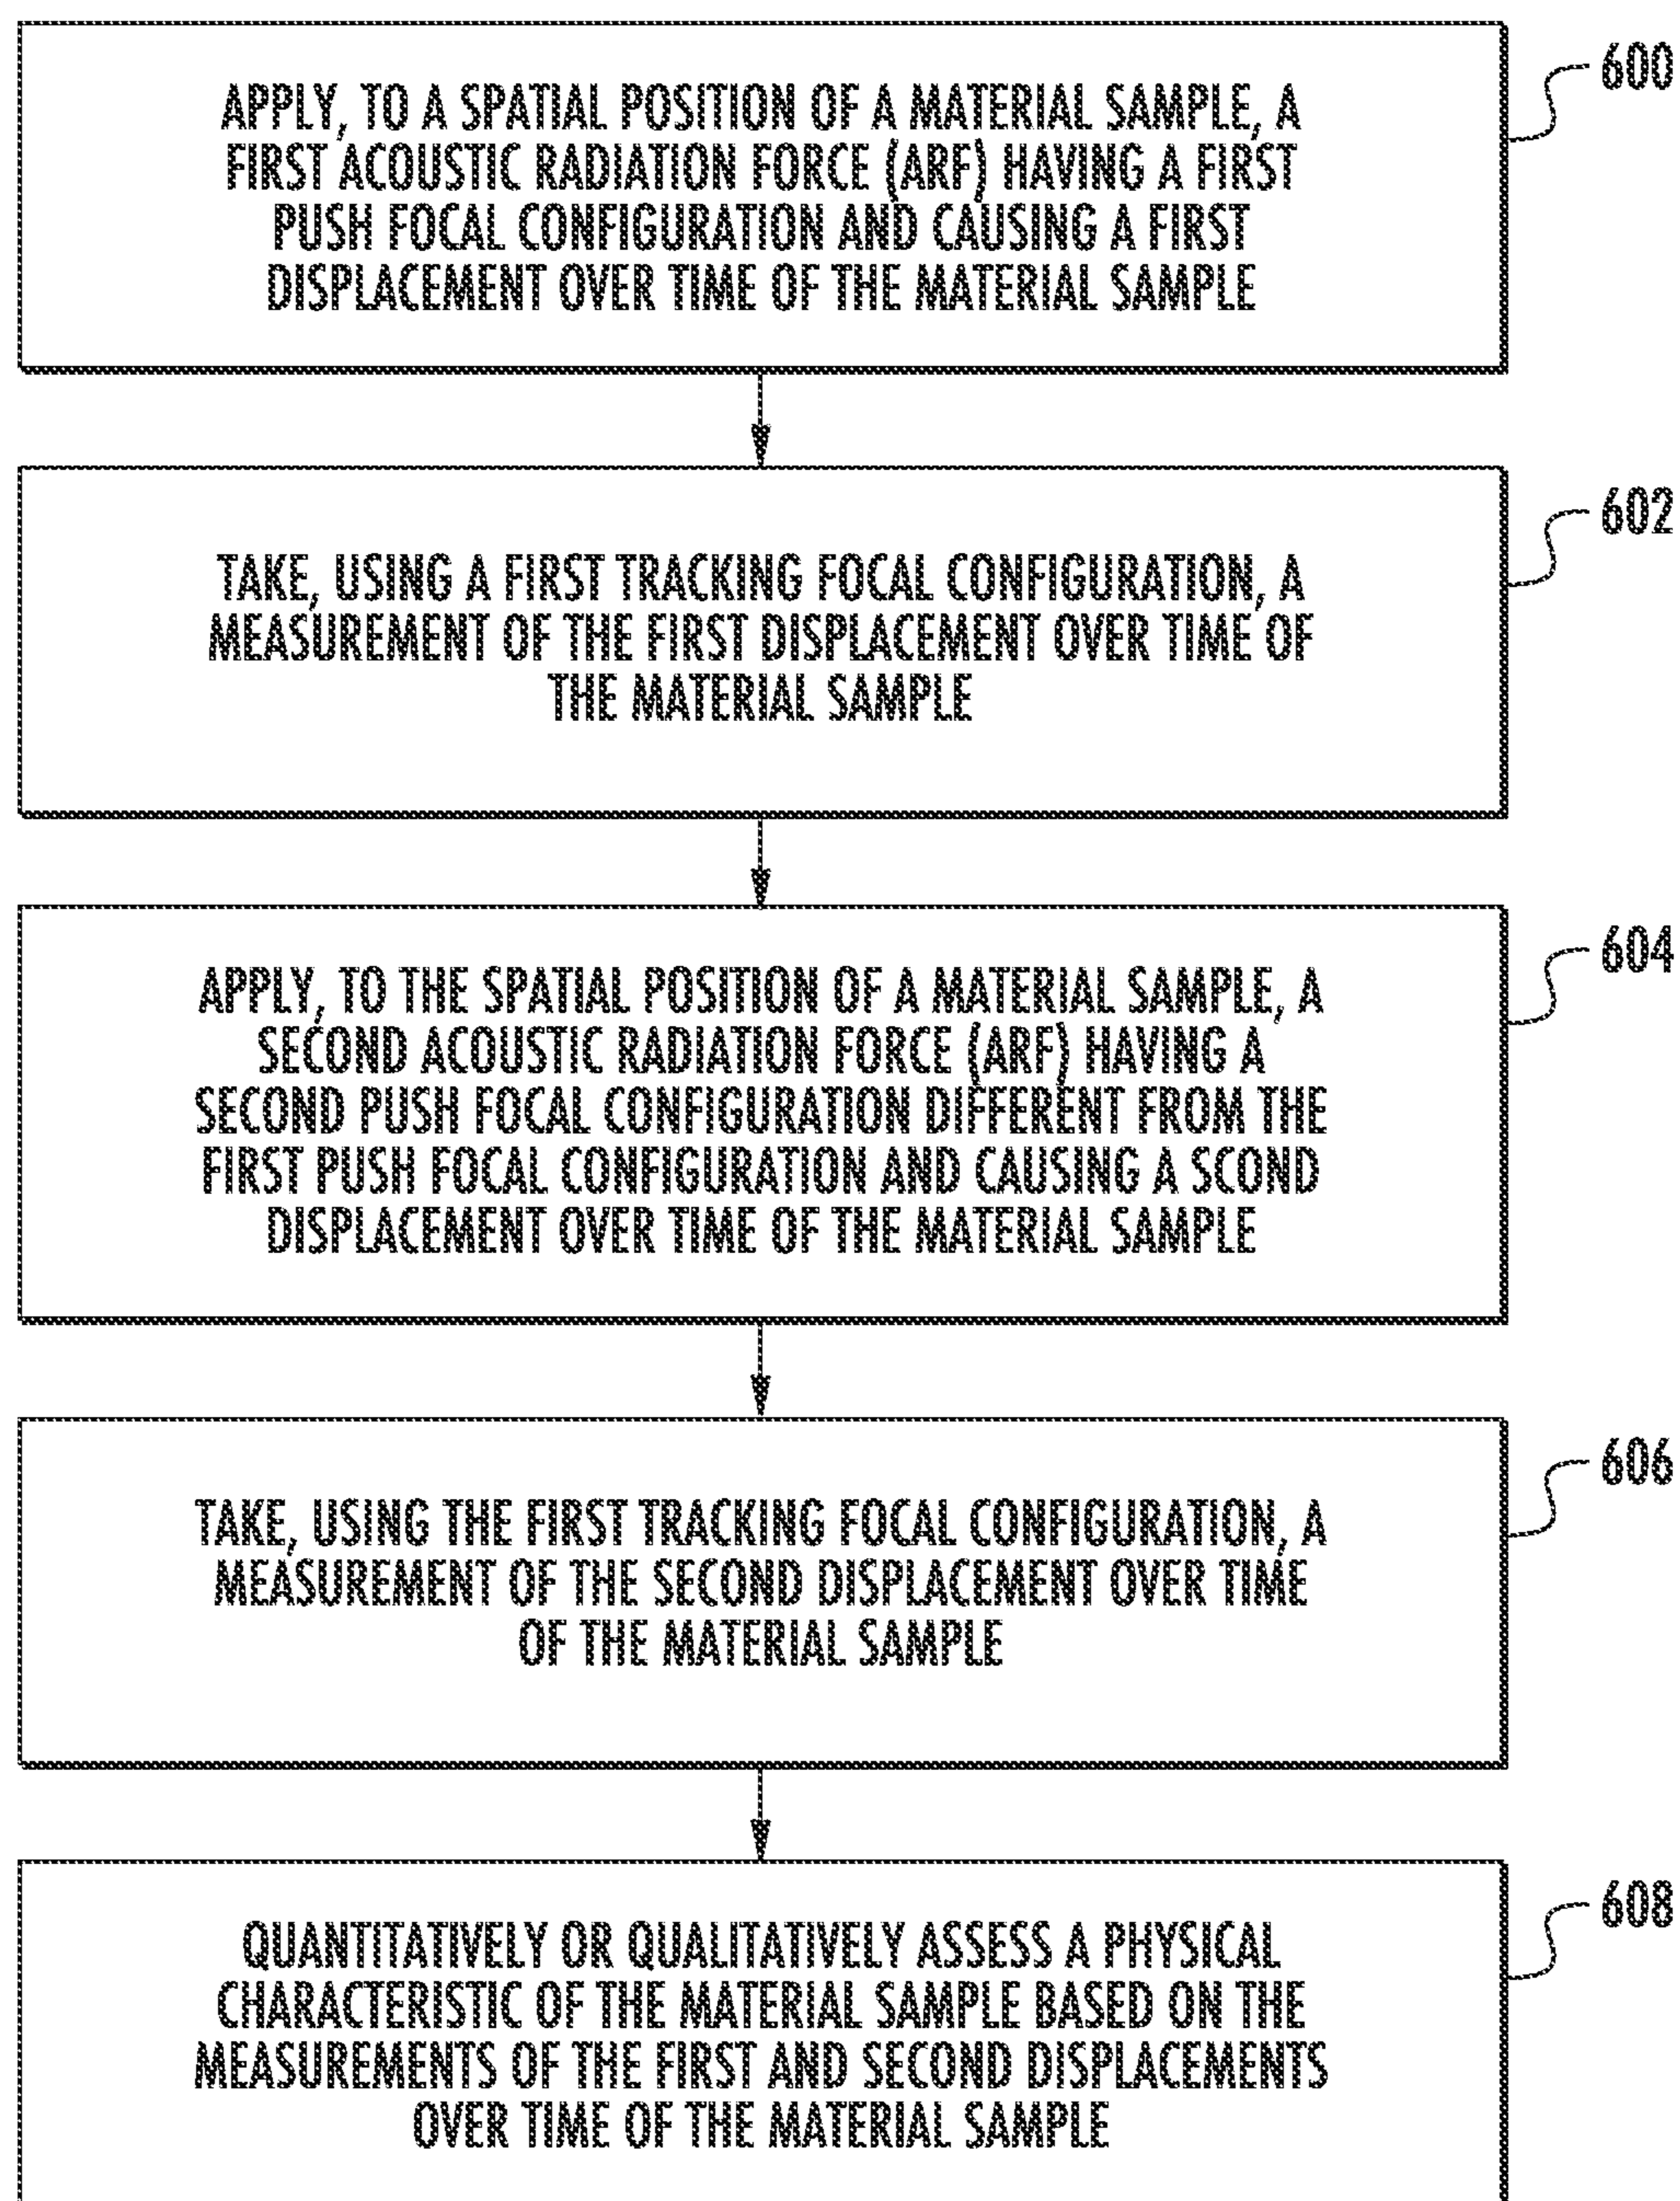 APPLY, TO A SPATIAL POSITION OF A MATERIAL SAMPLE, A
FIRST ACOUSTIC RADIATION FORCE (ARF) HAVING A FIRST
PUSH FOCAL CONFIGURATION AND CAUSING A FIRST
DISPLACEMENT OVER TIME OF THE MATERIAL SAMPLE
600
TAKE, USING A FIRST TRACKING FOCAL CONFIGURATION, A
MEASUREMENT OF THE FIRST DISPLACEMENT OVER TIME OF
THE MATERIAL SAMPLE
602
APPLY, TO THE SPATIAL POSITION OF A MATERIAL SAMPLE, A
SECOND ACOUSTIC RADIATION FORCE (ARF) HAVING A
SECOND PUSH FOCAL CONFIGURATION DIFFERENT FROM THE
FIRST PUSH FOCAL CONFIGURATION AND CAUSING A SCOND
DISPLACEMENT OVER TIME OF THE MATERIAL SAMPLE
604
TAKE, USING THE FIRST TRACKING FOCAL CONFIGURATION, A
MEASUREMENT OF THE SECOND DISPLACEMENT OVER TIME
OF THE MATERIAL SAMPLE
606
QUANTITATIVELY OR QUALITATIVELY ASSESS A PHYSICAL
CHARACTERISTIC OF THE MATERIAL SAMPLE BASED ON THE
MEASUREMENTS OF THE FIRST AND SECOND DISPLACEMENTS
OVER TIME OF THE MATERIAL SAMPLE
608